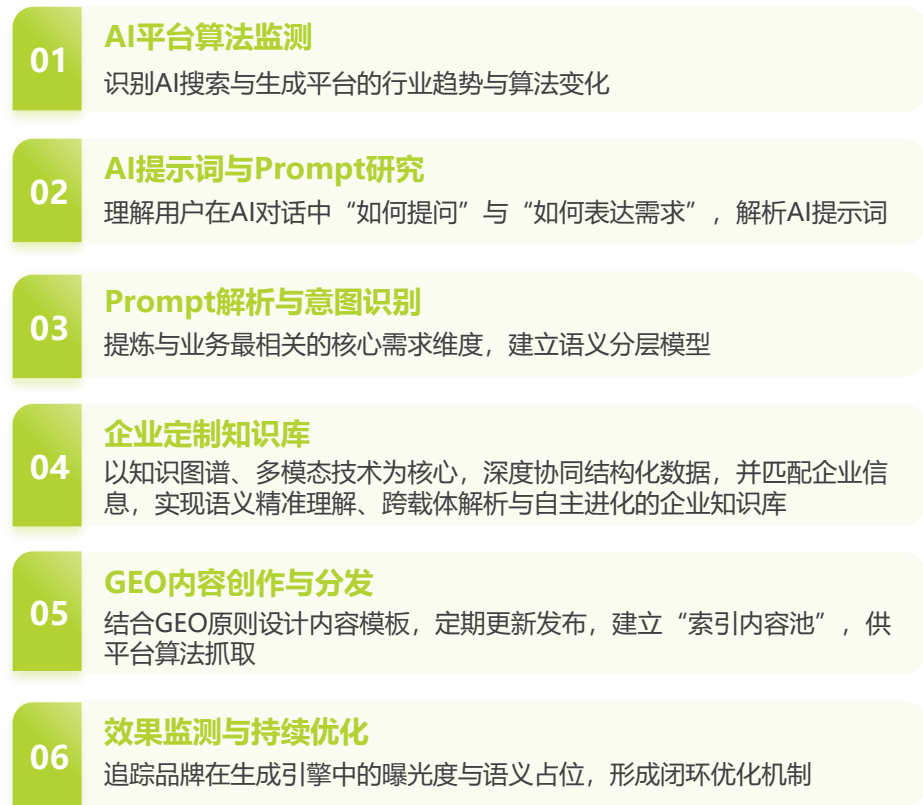 01
AI平台算法监测
识别AI搜索与生成平台的行业趋势与算法变化
02
AI提示词与Prompt研究
理解用户在AI对话中“如何提问”与“如何表达需求”，解析AI提示词
03
Prompt解析与意图识别
提炼与业务最相关的核心需求维度，建立语义分层模型
04
企业定制知识库
以知识图谱、多模态技术为核心，深度协同结构化数据，并匹配企业信
息，实现语义精准理解、跨载体解析与自主进化的企业知识库
05
GEO内容创作与分发
结合GEO原则设计内容模板，定期更新发布，建立“索引内容池”，供
平台算法抓取
06
效果监测与持续优化
追踪品牌在生成引擎中的曝光度与语义占位，形成闭环优化机制